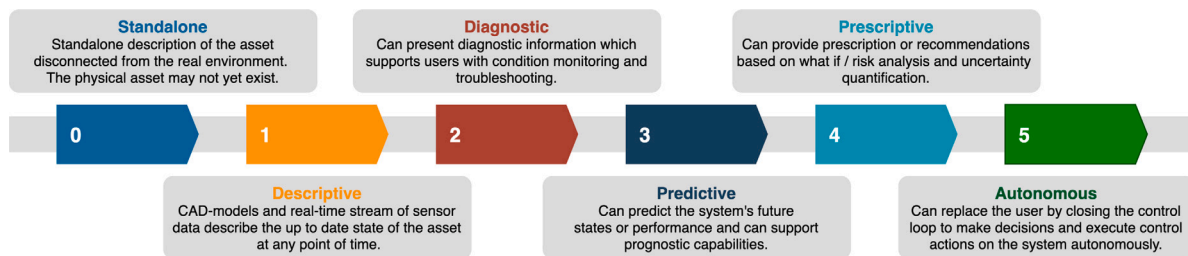 Standalone
Standalone description of the asset
disconnected from the real environment.
The physical asset may not yet exist.
Diagnostic
Can present diagnostic information which
supports users with condition monitoring and
troubleshooting.
Prescriptive
Can provide prescription or recommendations
based on what if / risk analysis and uncertainty
quantification.
0
1
2
3
4
5
Descriptive
CAD-models and real-time stream of sensor
data describe the up to date state of the asset
at any point of time.
Predictive
Can predict the system's future
states or performance and can support
prognostic capabilities.
Autonomous
Can replace the user by closing the control
loop to make decisions and execute control
actions on the system autonomously.